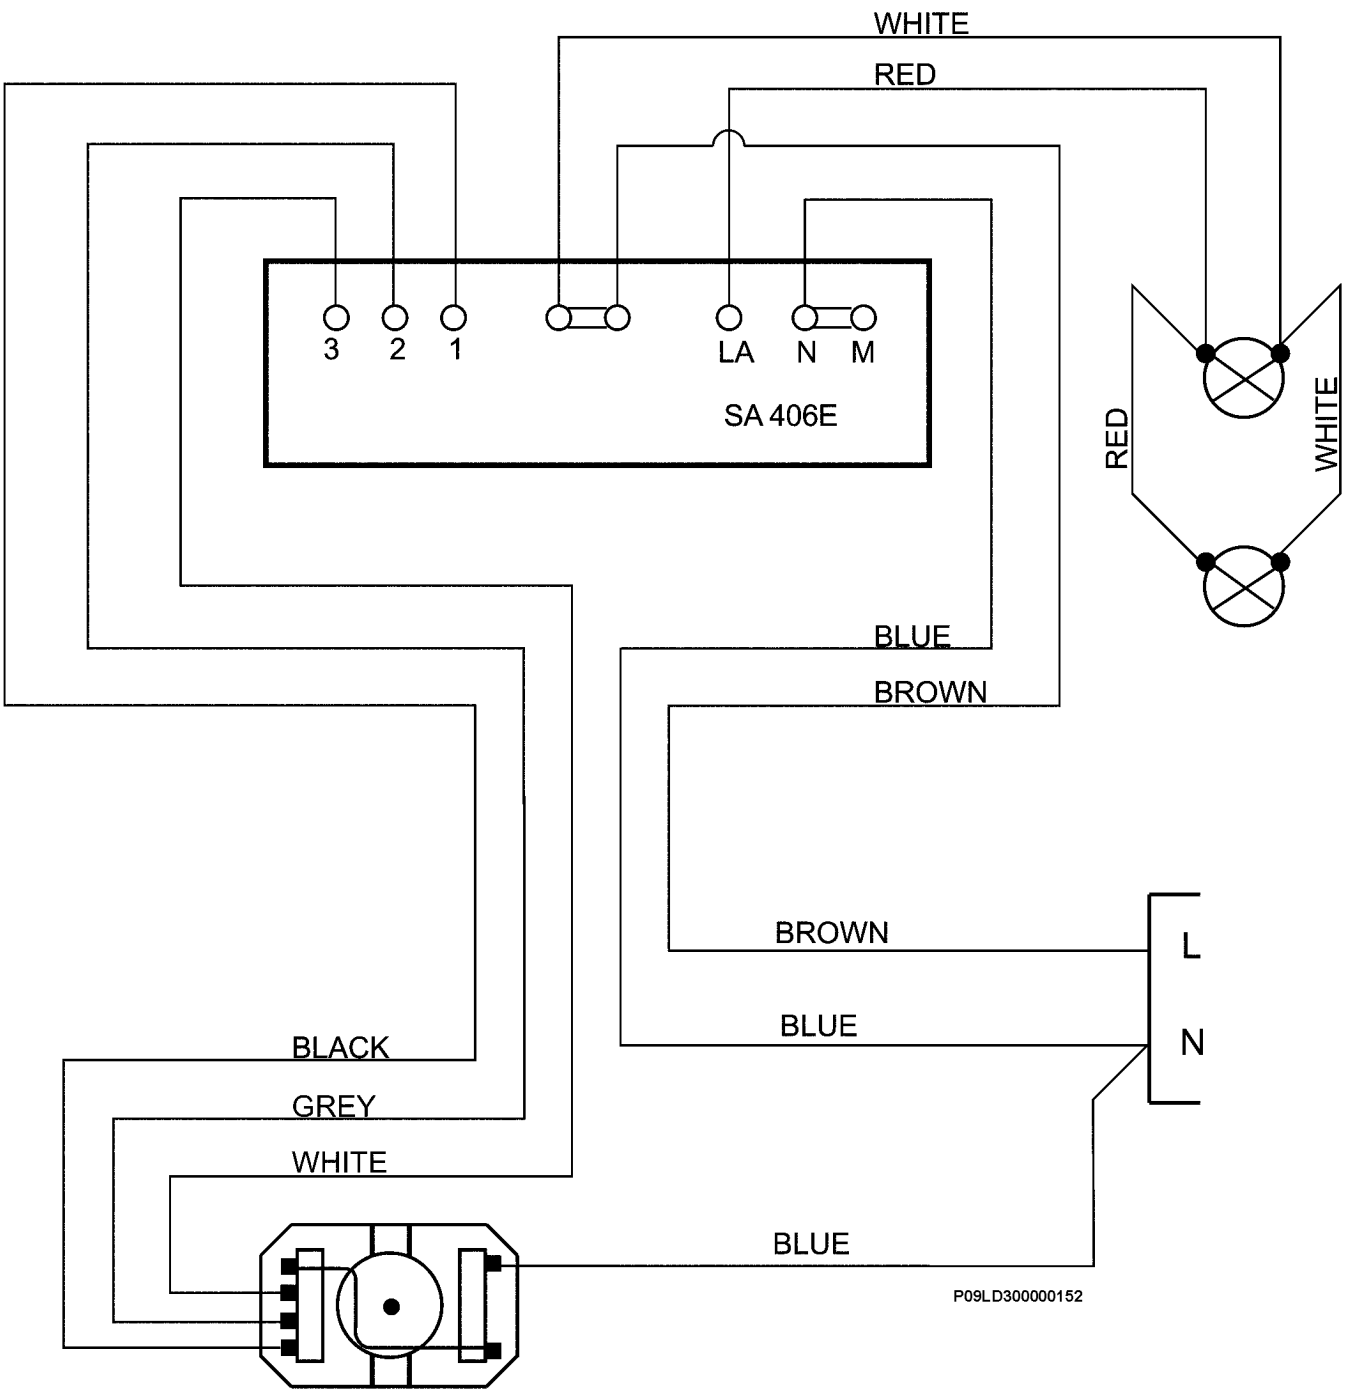 WHITE
RED
3 2 1 LA N M
SA 406E
RED
WHITE
BLUE
BROWN
BROWN
L
BLUE
N
BLACK
GREY
WHITE
BLUE
P09LD300000152